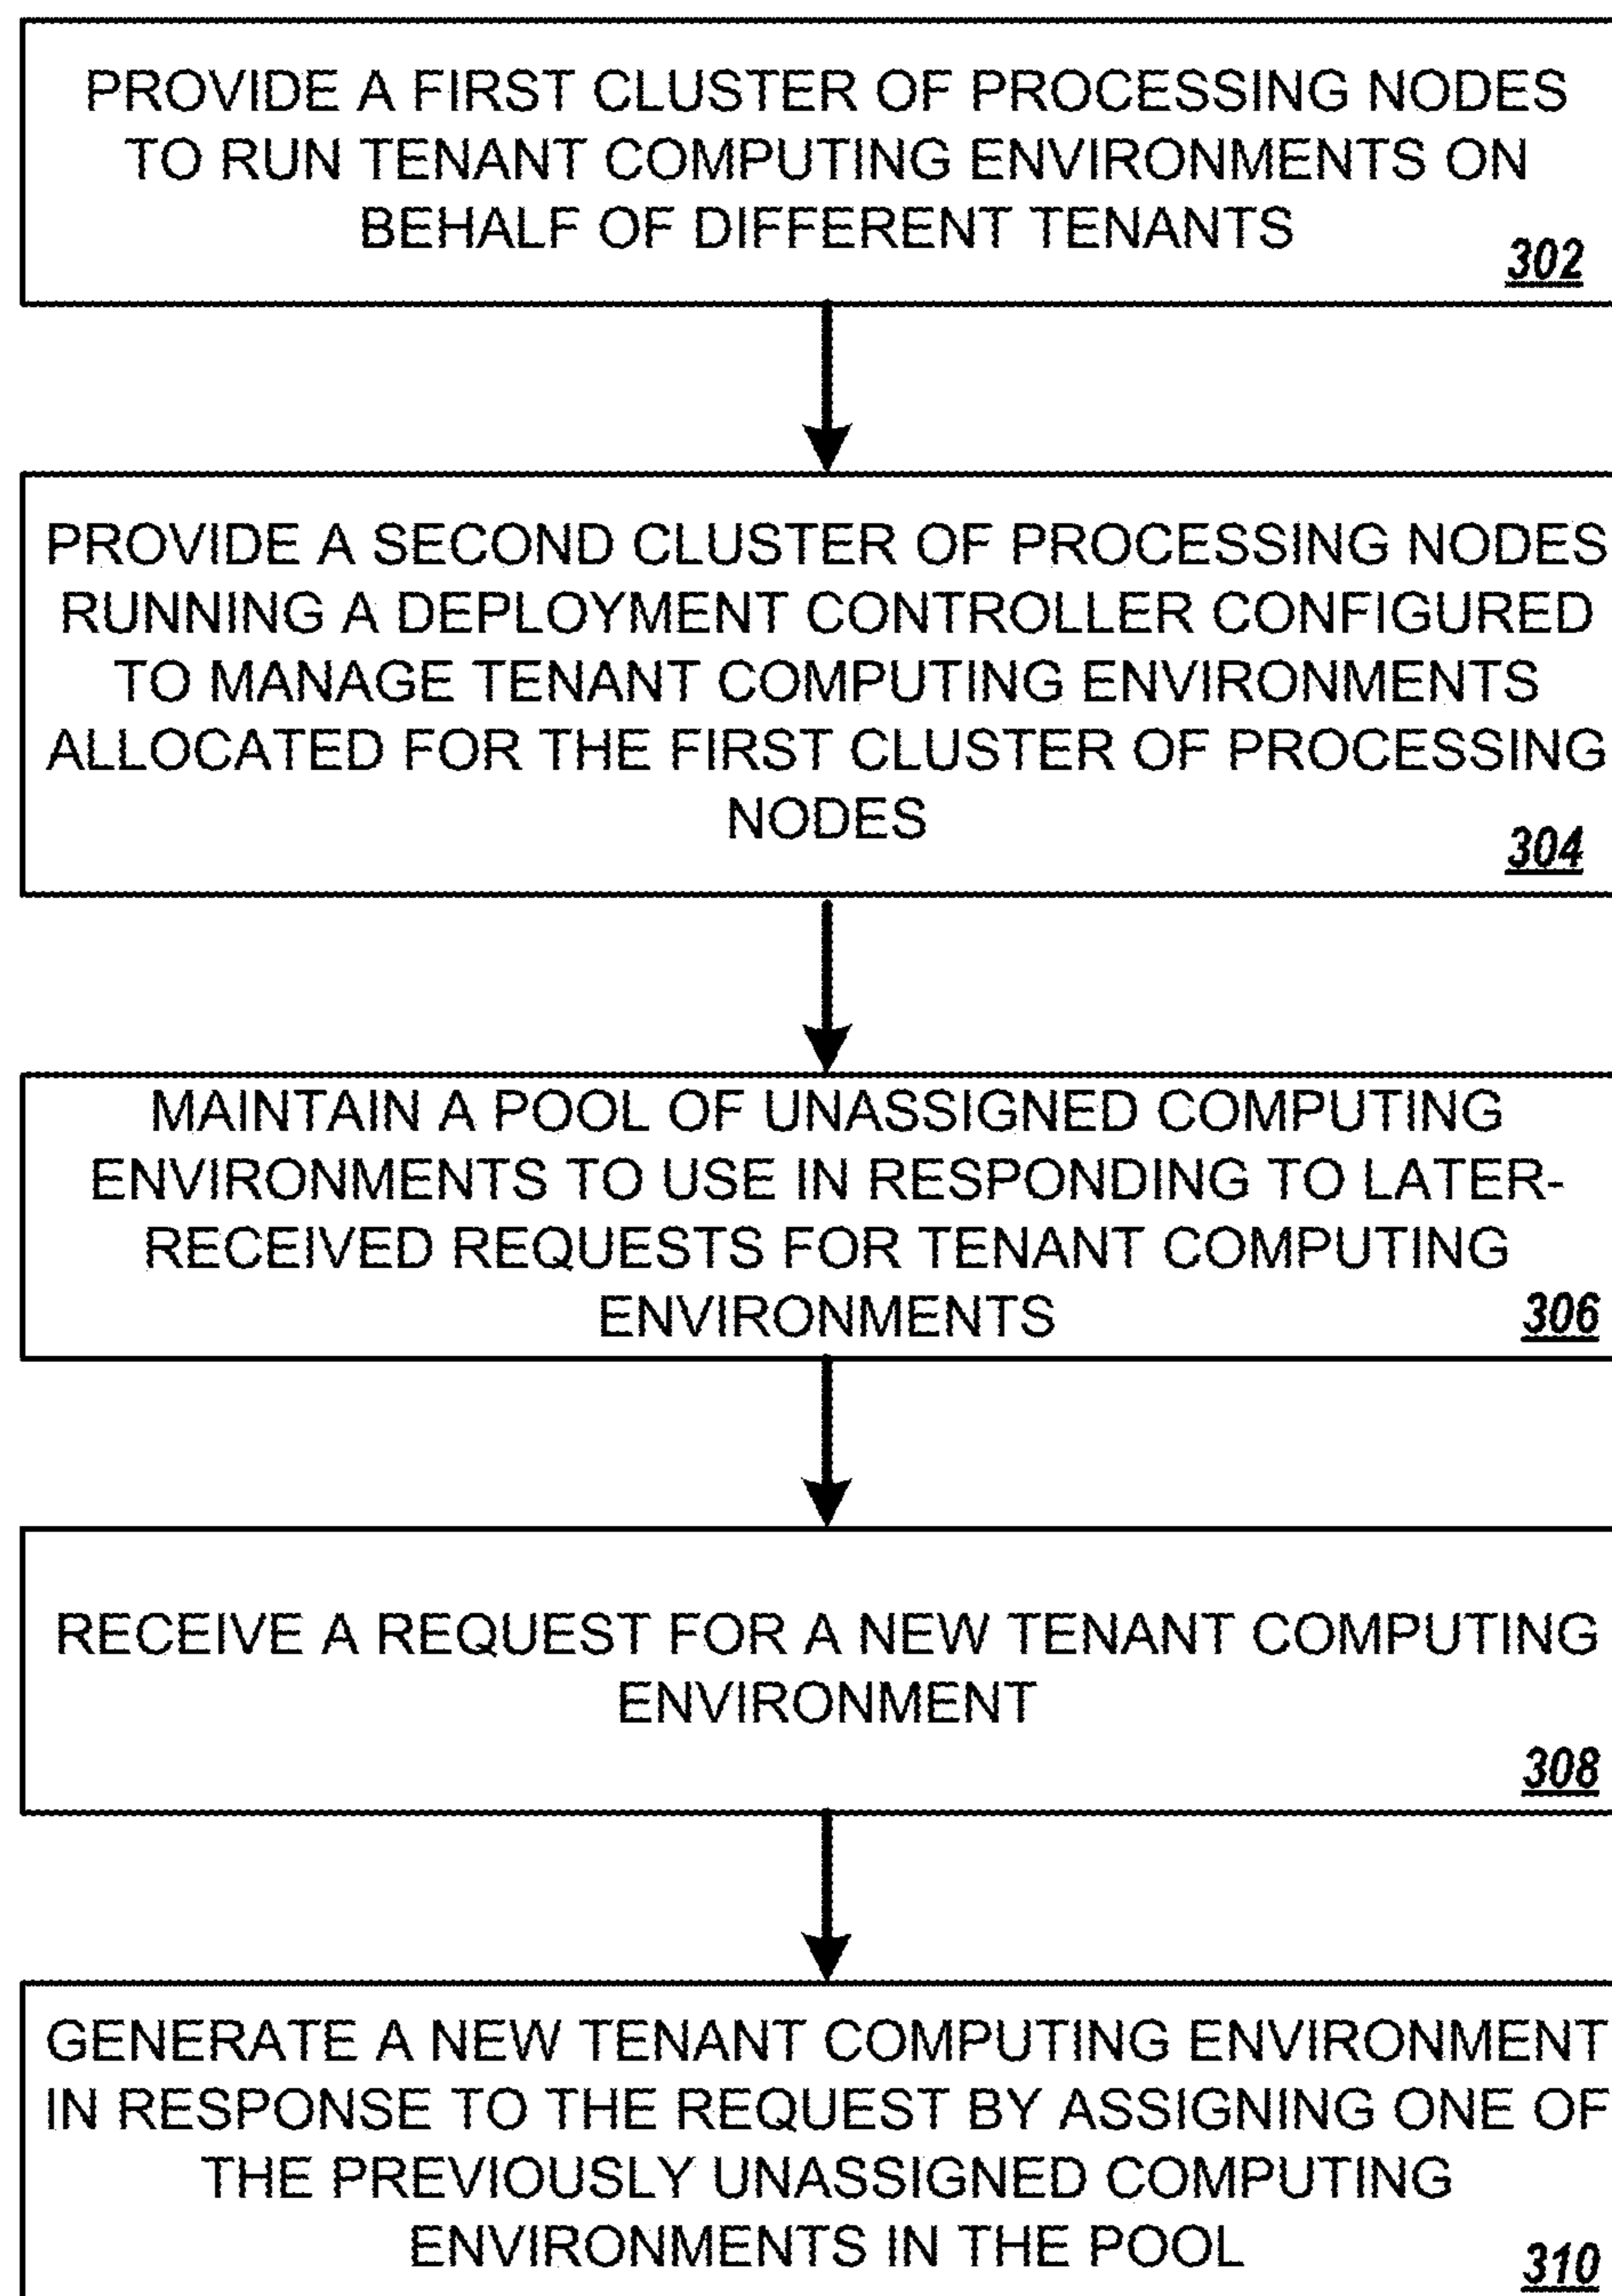 PROVIDE A FIRST CLUSTER OF PROCESSING NODES
TO RUN TENANT COMPUTING ENVIRONMENTS ON
BEHALF OF DIFFERENT TENANTS
302
PROVIDE A SECOND CLUSTER OF PROCESSING NODES
RUNNING A DEPLOYMENT CONTROLLER CONFIGURED
TO MANAGE TENANT COMPUTING ENVIRONMENTS
ALLOCATED FOR THE FIRST CLUSTER OF PROCESSING
NODES
304
MAINTAIN A POOL OF UNASSIGNED COMPUTING
ENVIRONMENTS TO USE IN RESPONDING TO LATER-
RECEIVED REQUESTS FOR TENANT COMPUTING
ENVIRONMENTS
306
RECEIVE A REQUEST FOR A NEW TENANT COMPUTING
ENVIRONMENT
308
GENERATE A NEW TENANT COMPUTING ENVIRONMENT
IN RESPONSE TO THE REQUEST BY ASSIGNING ONE OF
THE PREVIOUSLY UNASSIGNED COMPUTING
ENVIRONMENTS IN THE POOL
310